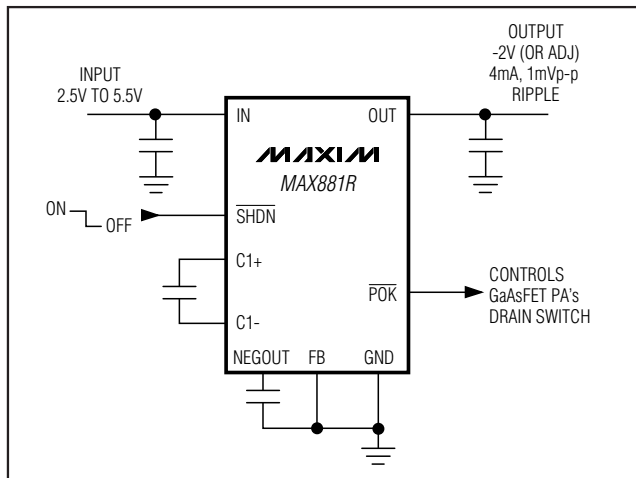 INPUT
2.5V TO 5.5V
OUTPUT
-2V (OR ADJ)
4mA, 1mVp-p
RIPPLE
IN
OUT
MAXIM
MAX881R
ON
OFF
SHDN
C1+
C1-
POK
CONTROLS
GaAsFET PA's
DRAIN SWITCH
NEGOUT FB GND